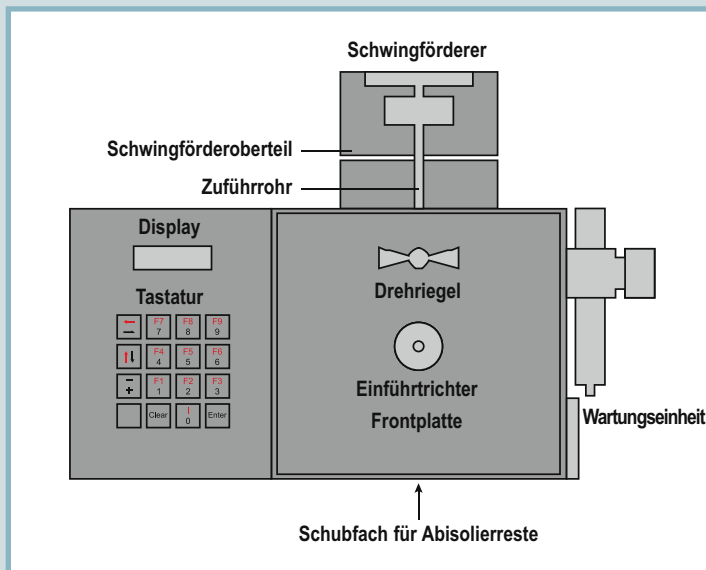 Schwingförderer
Schwingförderoberteil
Zuführrohr
Display
Tastatur
F7 F8 F9
7 8 9
F4 F5 F6
4 5 6
- F1 F2 F3
+ 1 2 3
Clear I 0 Enter
Drehriegel
Einführtrichter
Frontplatte
Wartungseinheit
Schubfach für Abisolierreste